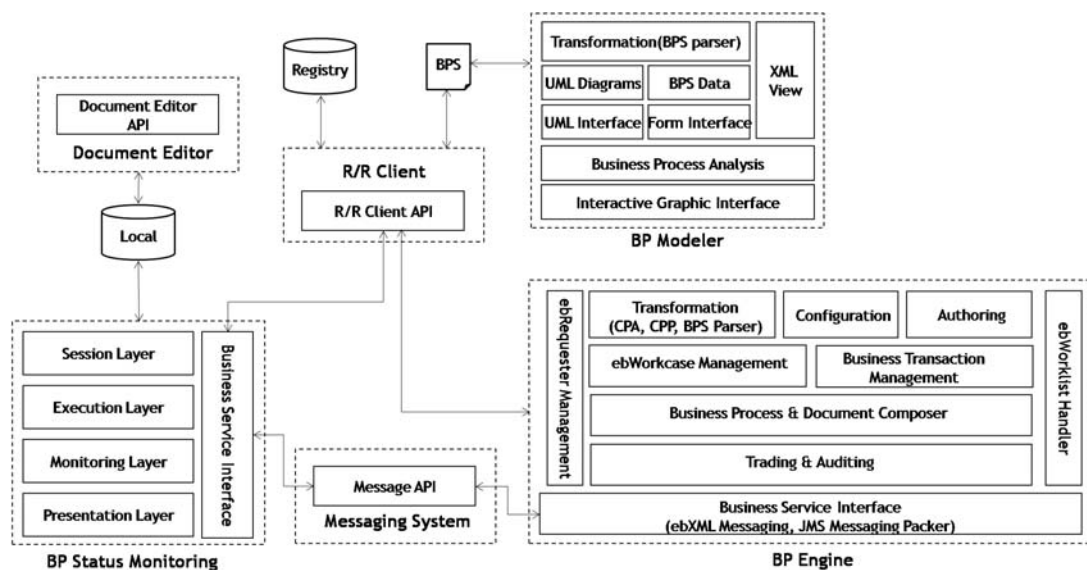 Registry
BPS
Transformation(BPS parser)
UML Diagrams
BPS Data
XML
View
UML Interface
Form Interface
Business Process Analysis
Interactive Graphic Interface
BP Modeler
Document Editor
API
Document Editor
R/R Client
R/R Client API
Local
Session Layer
Execution Layer
Monitoring Layer
Presentation Layer
Business Service
Interface
BP Status Monitoring
Message API
Messaging System
ebRequester
Management
Transformation
(CPA, CPP, BPS Parser)
Configuration
Authoring
ebWorkcase Management
Business Transaction
Management
Business Process & Document Composer
Trading & Auditing
ebWorklist Handler
Business Service Interface
(ebXML Messaging, JMS Messaging Packer)
BP Engine